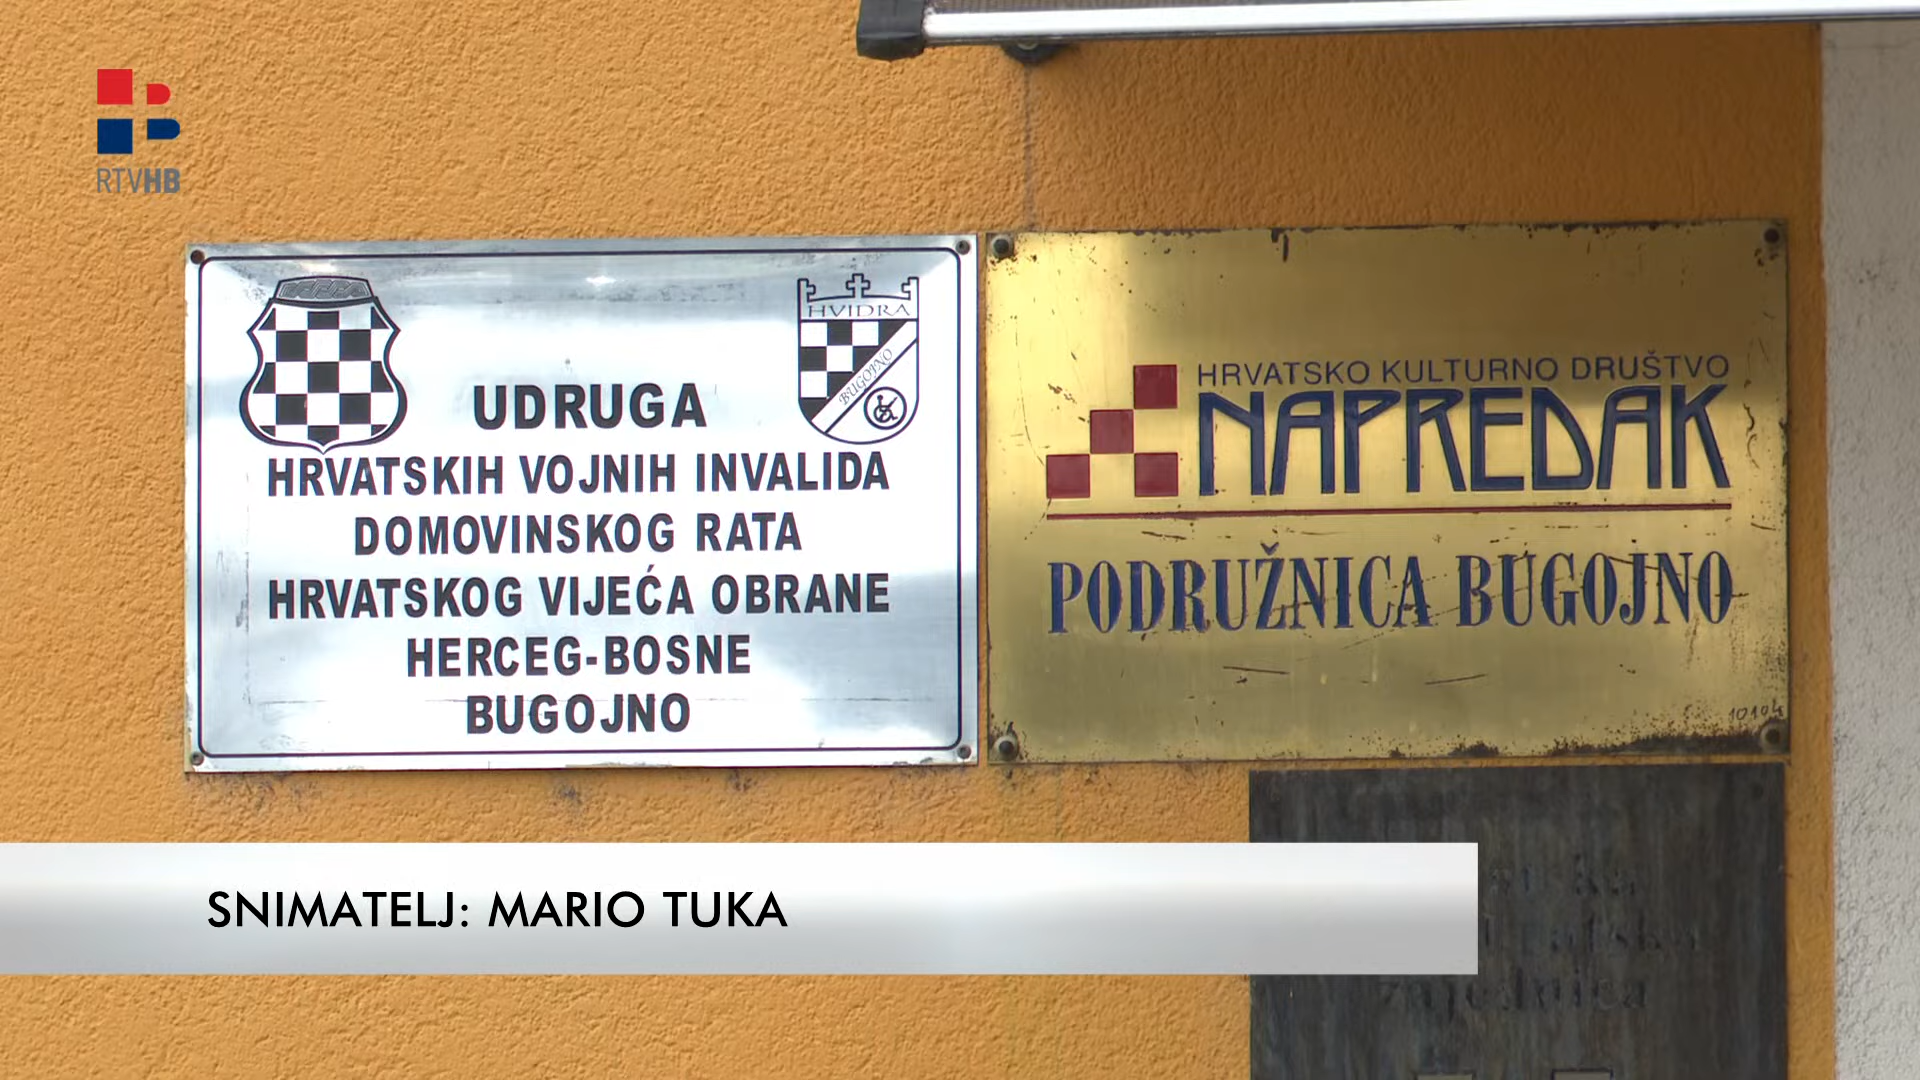 RTVHB
HVIDRA
BUGOJNO
UDRUGA
HRVATSKIH VOJNIH INVALIDA
DOMOVINSKOG RATA
HRVATSKOG VIJEĆA OBRANE
HERCEG-BOSNE
BUGOJNO
HRVATSKO KULTURNO DRUŠTVO
NAPREDAK
PODRUŽNICA BUGOJNO
SNIMATELJ: MARIO TUKA
zajednica